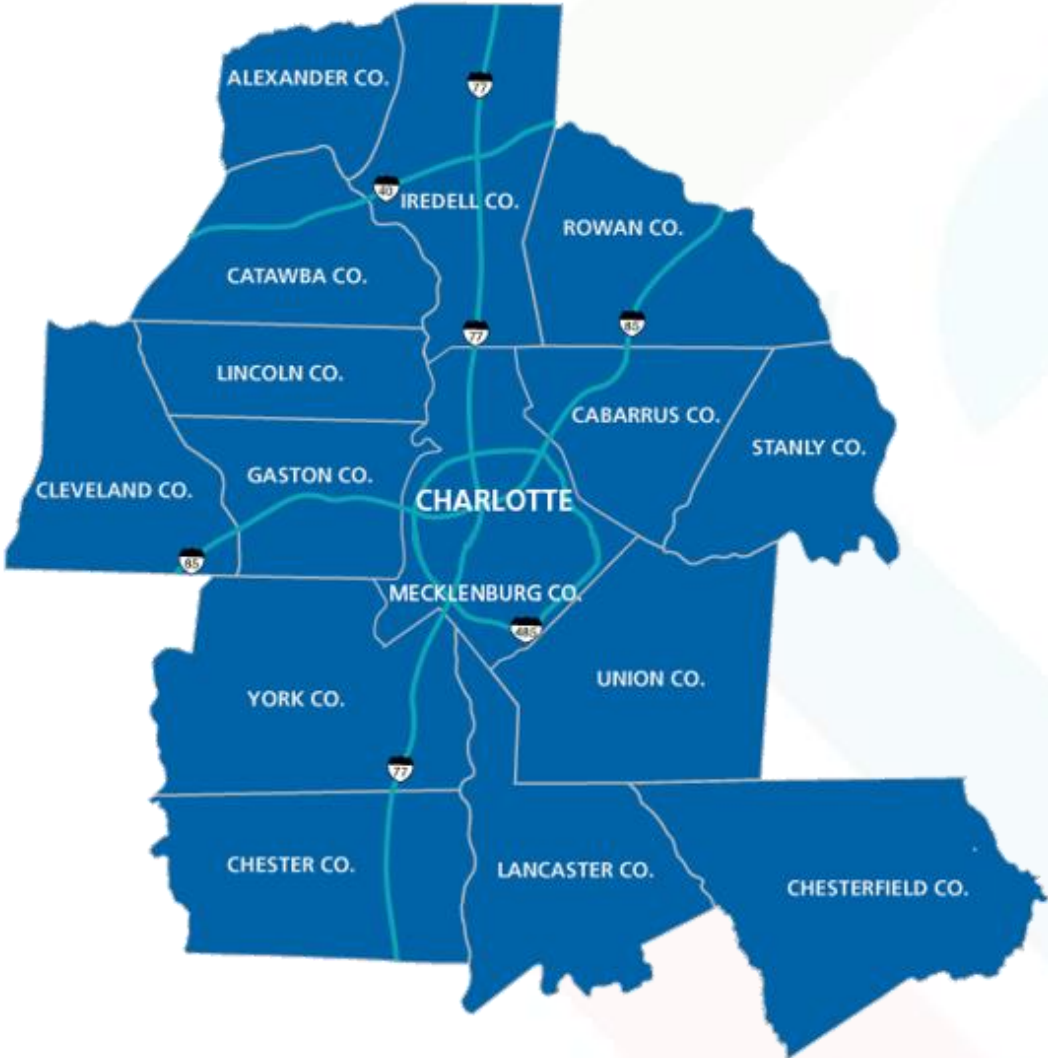 77
ALEXANDER CO.
40
IREDELL CO.
ROWAN CO.
CATAWBA CO.
85
77
LINCOLN CO.
CABARRUS CO.
STANLY CO.
GASTON CO.
CLEVELAND CO.
CHARLOTTE
85
MECKLENBURG CO.
485
UNION CO.
YORK CO.
77
CHESTER CO.
LANCASTER CO.
CHESTERFIELD CO.